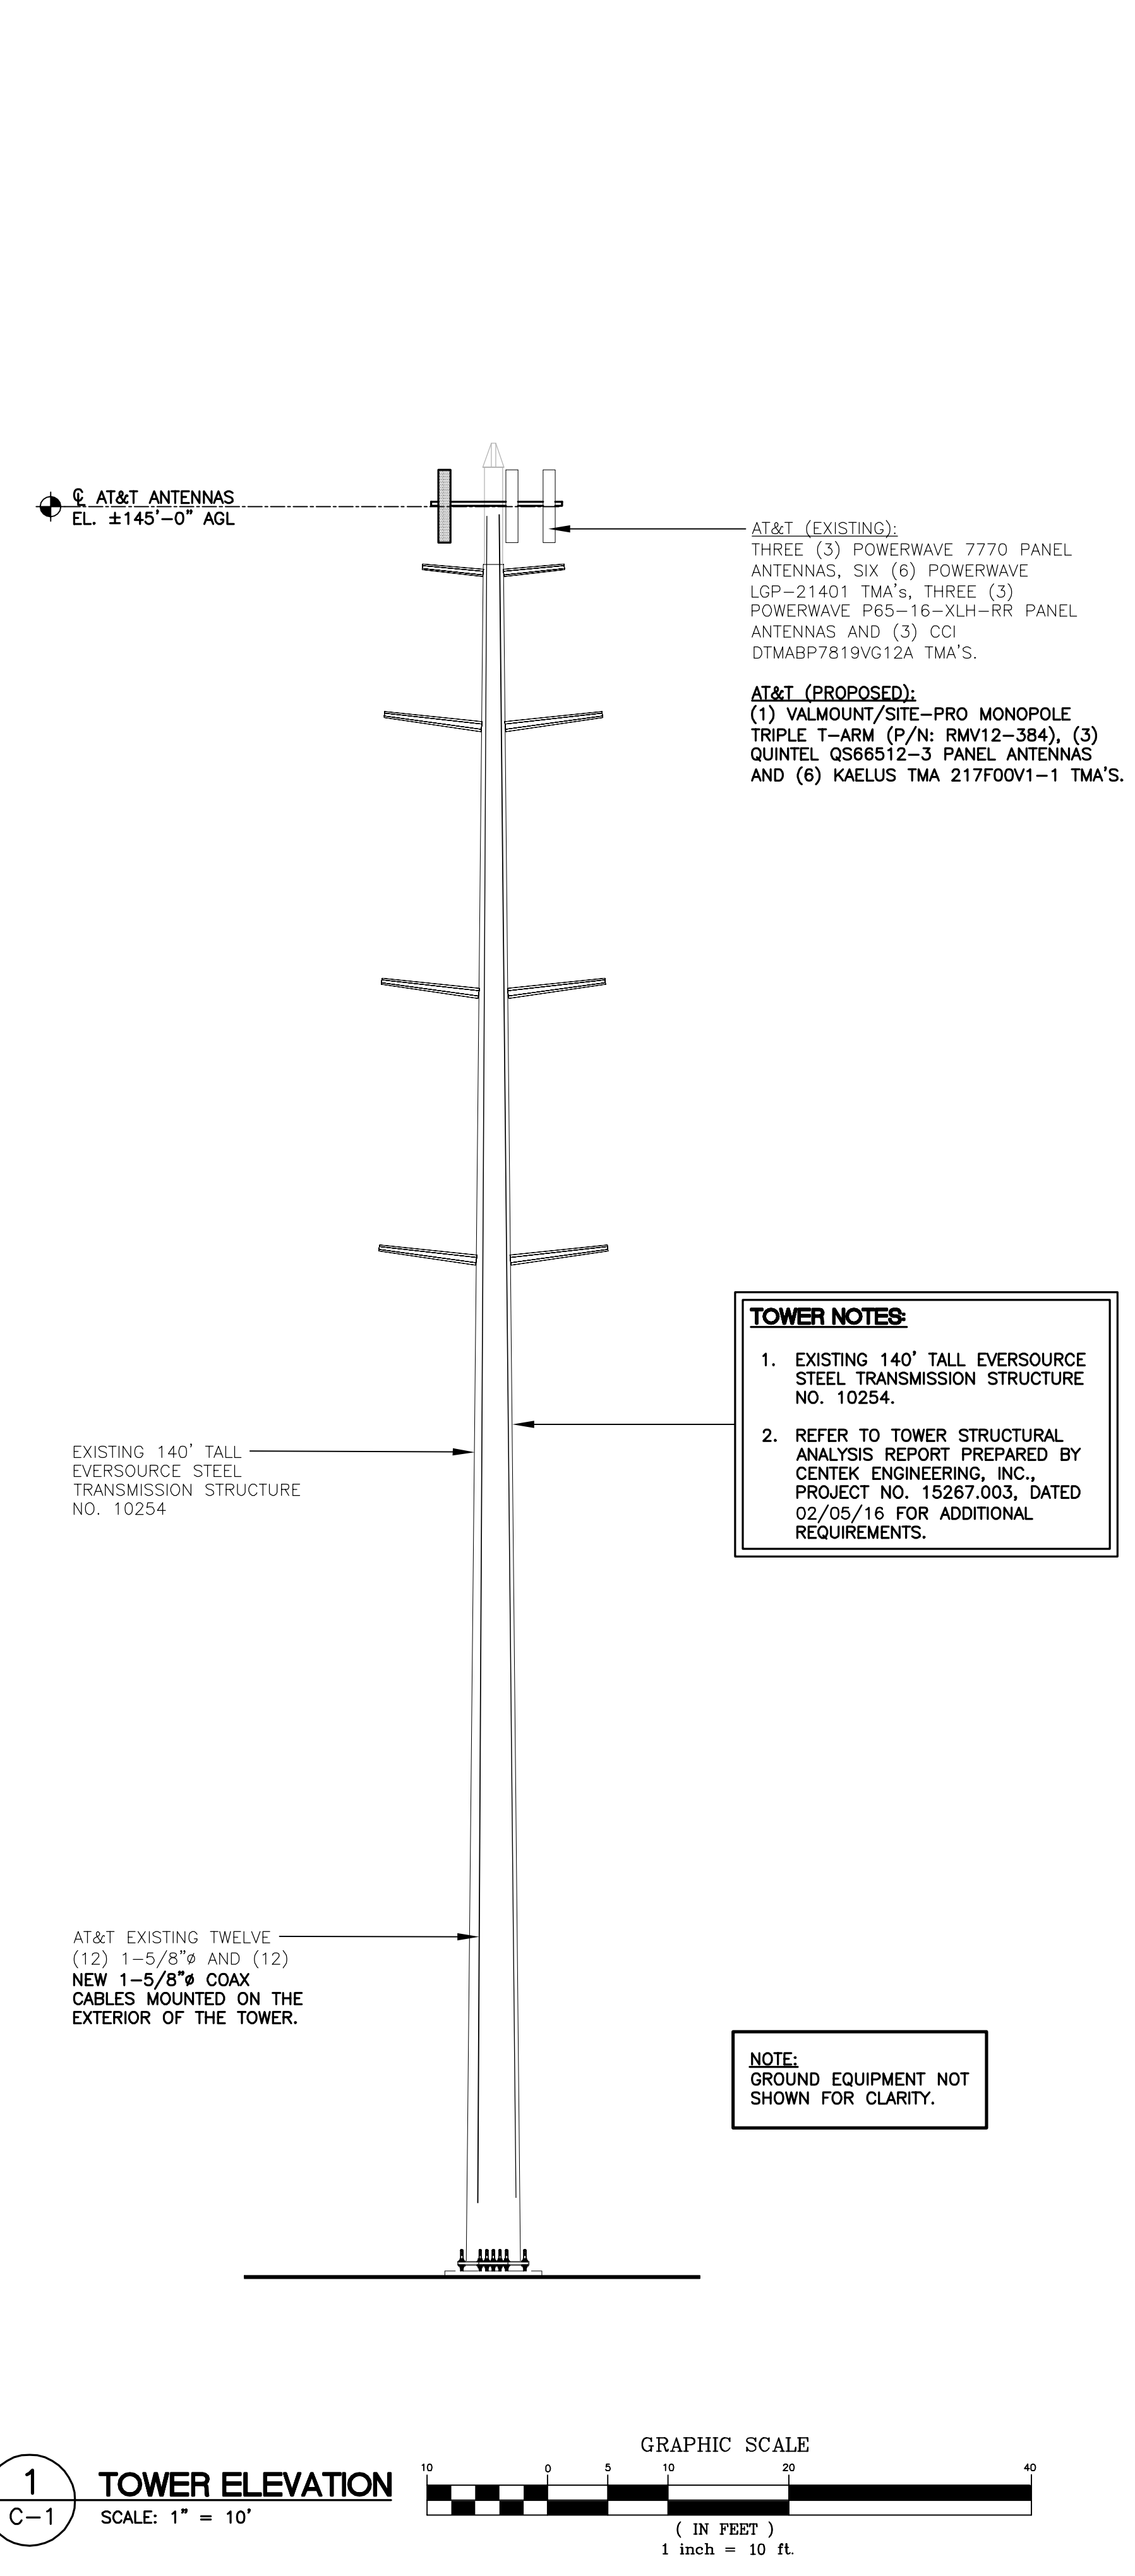 ℄ AT&T ANTENNAS
EL. ±145'-0" AGL
AT&T (EXISTING):
THREE (3) POWERWAVE 7770 PANEL
ANTENNAS, SIX (6) POWERWAVE
LGP-21401 TMA's, THREE (3)
POWERWAVE P65-16-XLH-RR PANEL
ANTENNAS AND (3) CCI
DTMABP7819VG12A TMA'S.
AT&T (PROPOSED):
(1) VALMOUNT/SITE-PRO MONOPOLE
TRIPLE T-ARM (P/N: RMV12-384), (3)
QUINTEL QS66512-3 PANEL ANTENNAS
AND (6) KAELUS TMA 217F00V1-1 TMA'S.
TOWER NOTES:
1. EXISTING 140' TALL EVERSOURCE
STEEL TRANSMISSION STRUCTURE
NO. 10254.
2. REFER TO TOWER STRUCTURAL
ANALYSIS REPORT PREPARED BY
CENTEK ENGINEERING, INC.,
PROJECT NO. 15267.003, DATED
02/05/16 FOR ADDITIONAL
REQUIREMENTS.
EXISTING 140' TALL
EVERSOURCE STEEL
TRANSMISSION STRUCTURE
NO. 10254
AT&T EXISTING TWELVE
(12) 1-5/8"ø AND (12)
NEW 1-5/8"ø COAX
CABLES MOUNTED ON THE
EXTERIOR OF THE TOWER.
NOTE:
GROUND EQUIPMENT NOT
SHOWN FOR CLARITY.
1
C-1
TOWER ELEVATION
SCALE: 1" = 10'
GRAPHIC SCALE
10 0 5 10 20 40
( IN FEET )
1 inch = 10 ft.